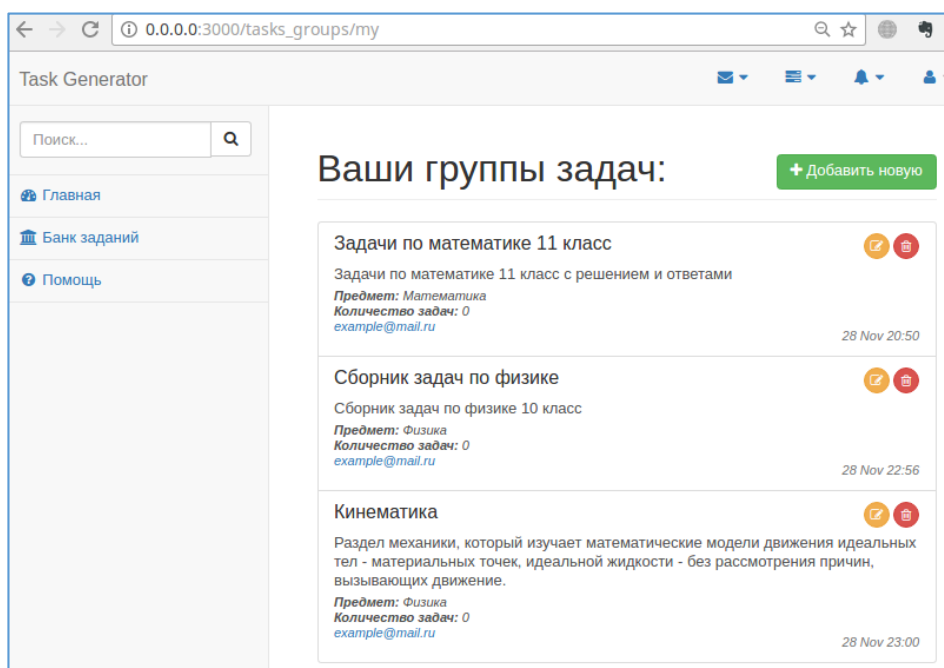 0.0.0.0:3000/tasks_groups/my
Task Generator
Поиск...
Главная
Банк заданий
Помощь
Ваши группы задач:
Добавить новую
Задачи по математике 11 класс
Задачи по математике 11 класс с решением и ответами
Предмет: Математика
Количество задач: 0
example@mail.ru
28 Nov 20:50
Сборник задач по физике
Сборник задач по физике 10 класс
Предмет: Физика
Количество задач: 0
example@mail.ru
28 Nov 22:56
Кинематика
Раздел механики, который изучает математические модели движения идеальных
тел - материальных точек, идеальной жидкости - без рассмотрения причин,
вызывающих движение.
Предмет: Физика
Количество задач: 0
example@mail.ru
28 Nov 23:00